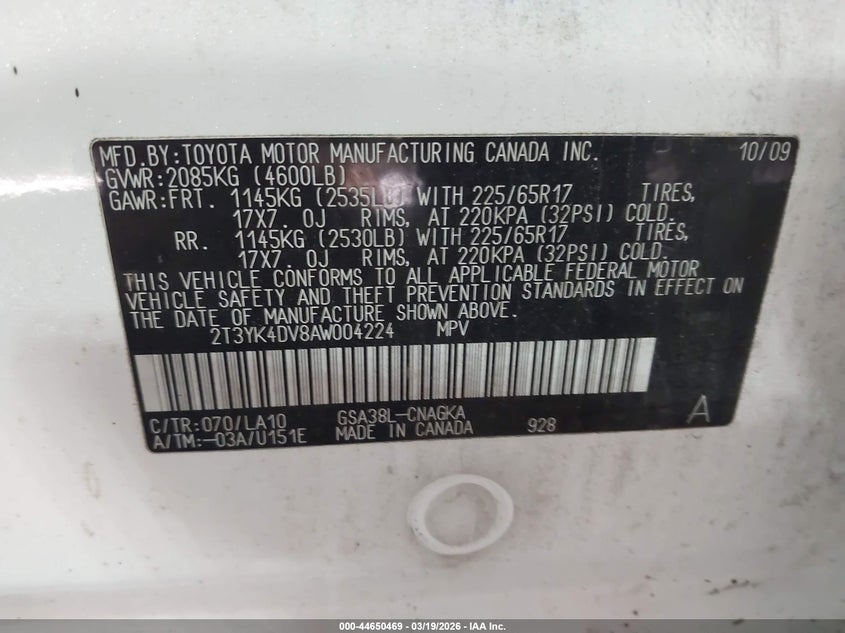 MFD.BY:TOYOTA MOTOR MANUFACTURING CANADA INC. 10/09
GVWR:2085KG (4600LB)
GAWR:FRT. 1145KG (2535LB) WITH 225/65R17 TIRES,
17X7.0J RIMS, AT 220KPA (32PSI) COLD.
RR. 1145KG (2530LB) WITH 225/65R17 TIRES,
17X7.0J RIMS, AT 220KPA (32PSI) COLD.
THIS VEHICLE CONFORMS TO ALL APPLICABLE FEDERAL MOTOR
VEHICLE SAFETY AND THEFT PREVENTION STANDARDS IN EFFECT ON
THE DATE OF MANUFACTURE SHOWN ABOVE.
2T3YK4DV8AW004224 MPV
C/TR:070/LA10 GSA38L-CNAGKA
A/TM:-03A/U151E MADE IN CANADA 928 A
000-44650469 - 03/19/2026 - IAA Inc.